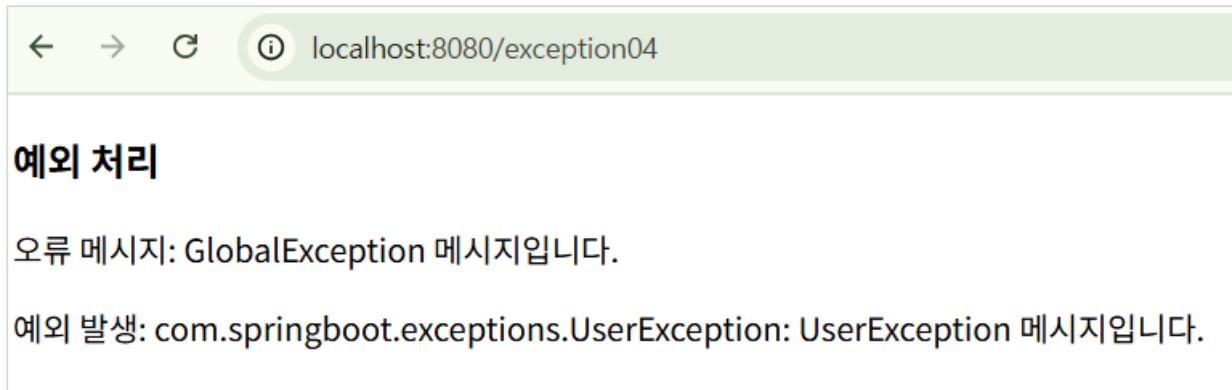 localhost:8080/exception04
예외 처리
오류 메시지: GlobalException 메시지입니다.
예외 발생: com.springboot.exceptions.UserException: UserException 메시지입니다.